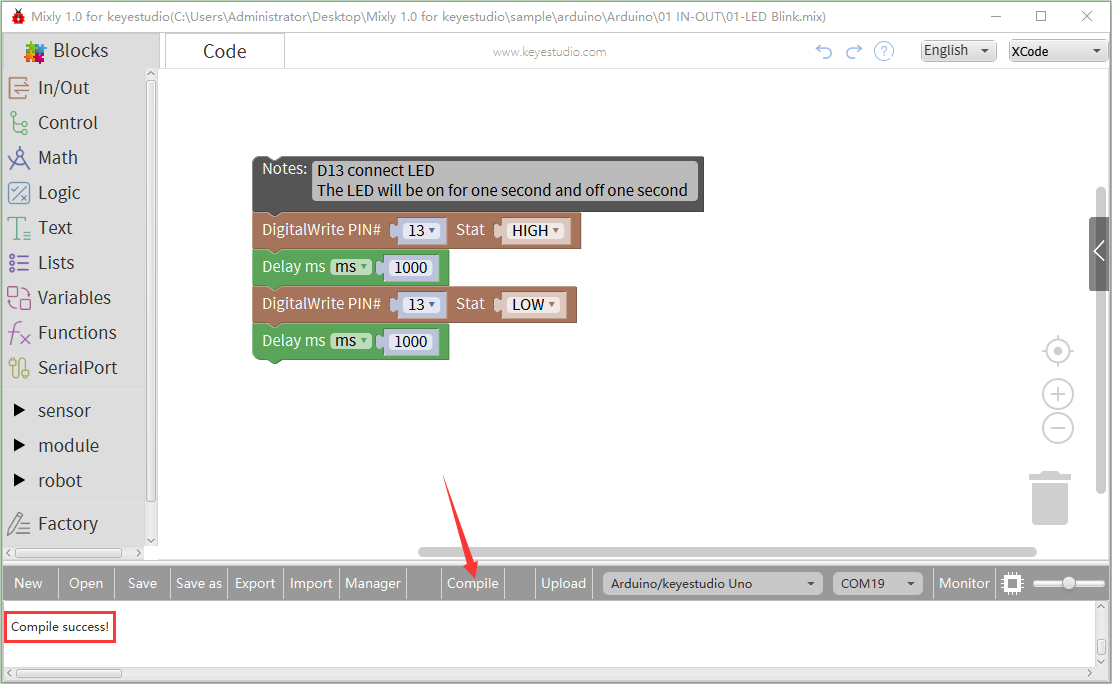 Mixly 1.0 for keyestudio(C:\Users\Administrator\Desktop\Mixly 1.0 for keyestudio\sample\arduino\Arduino\01 IN-OUT\01-LED Blink.mix)
Blocks
Code
www.keyestudio.com
?
English
XCode
In/Out
Control
Math
Logic
Text
Lists
Variables
Functions
SerialPort
sensor
module
robot
Factory
Notes: D13 connect LED
The LED will be on for one second and off one second
DigitalWrite PIN# 13 Stat HIGH
Delay ms ms 1000
DigitalWrite PIN# 13 Stat LOW
Delay ms ms 1000
New Open Save Save as Export Import Manager Compile Upload Arduino/keyestudio Uno COM19 Monitor
Compile success!